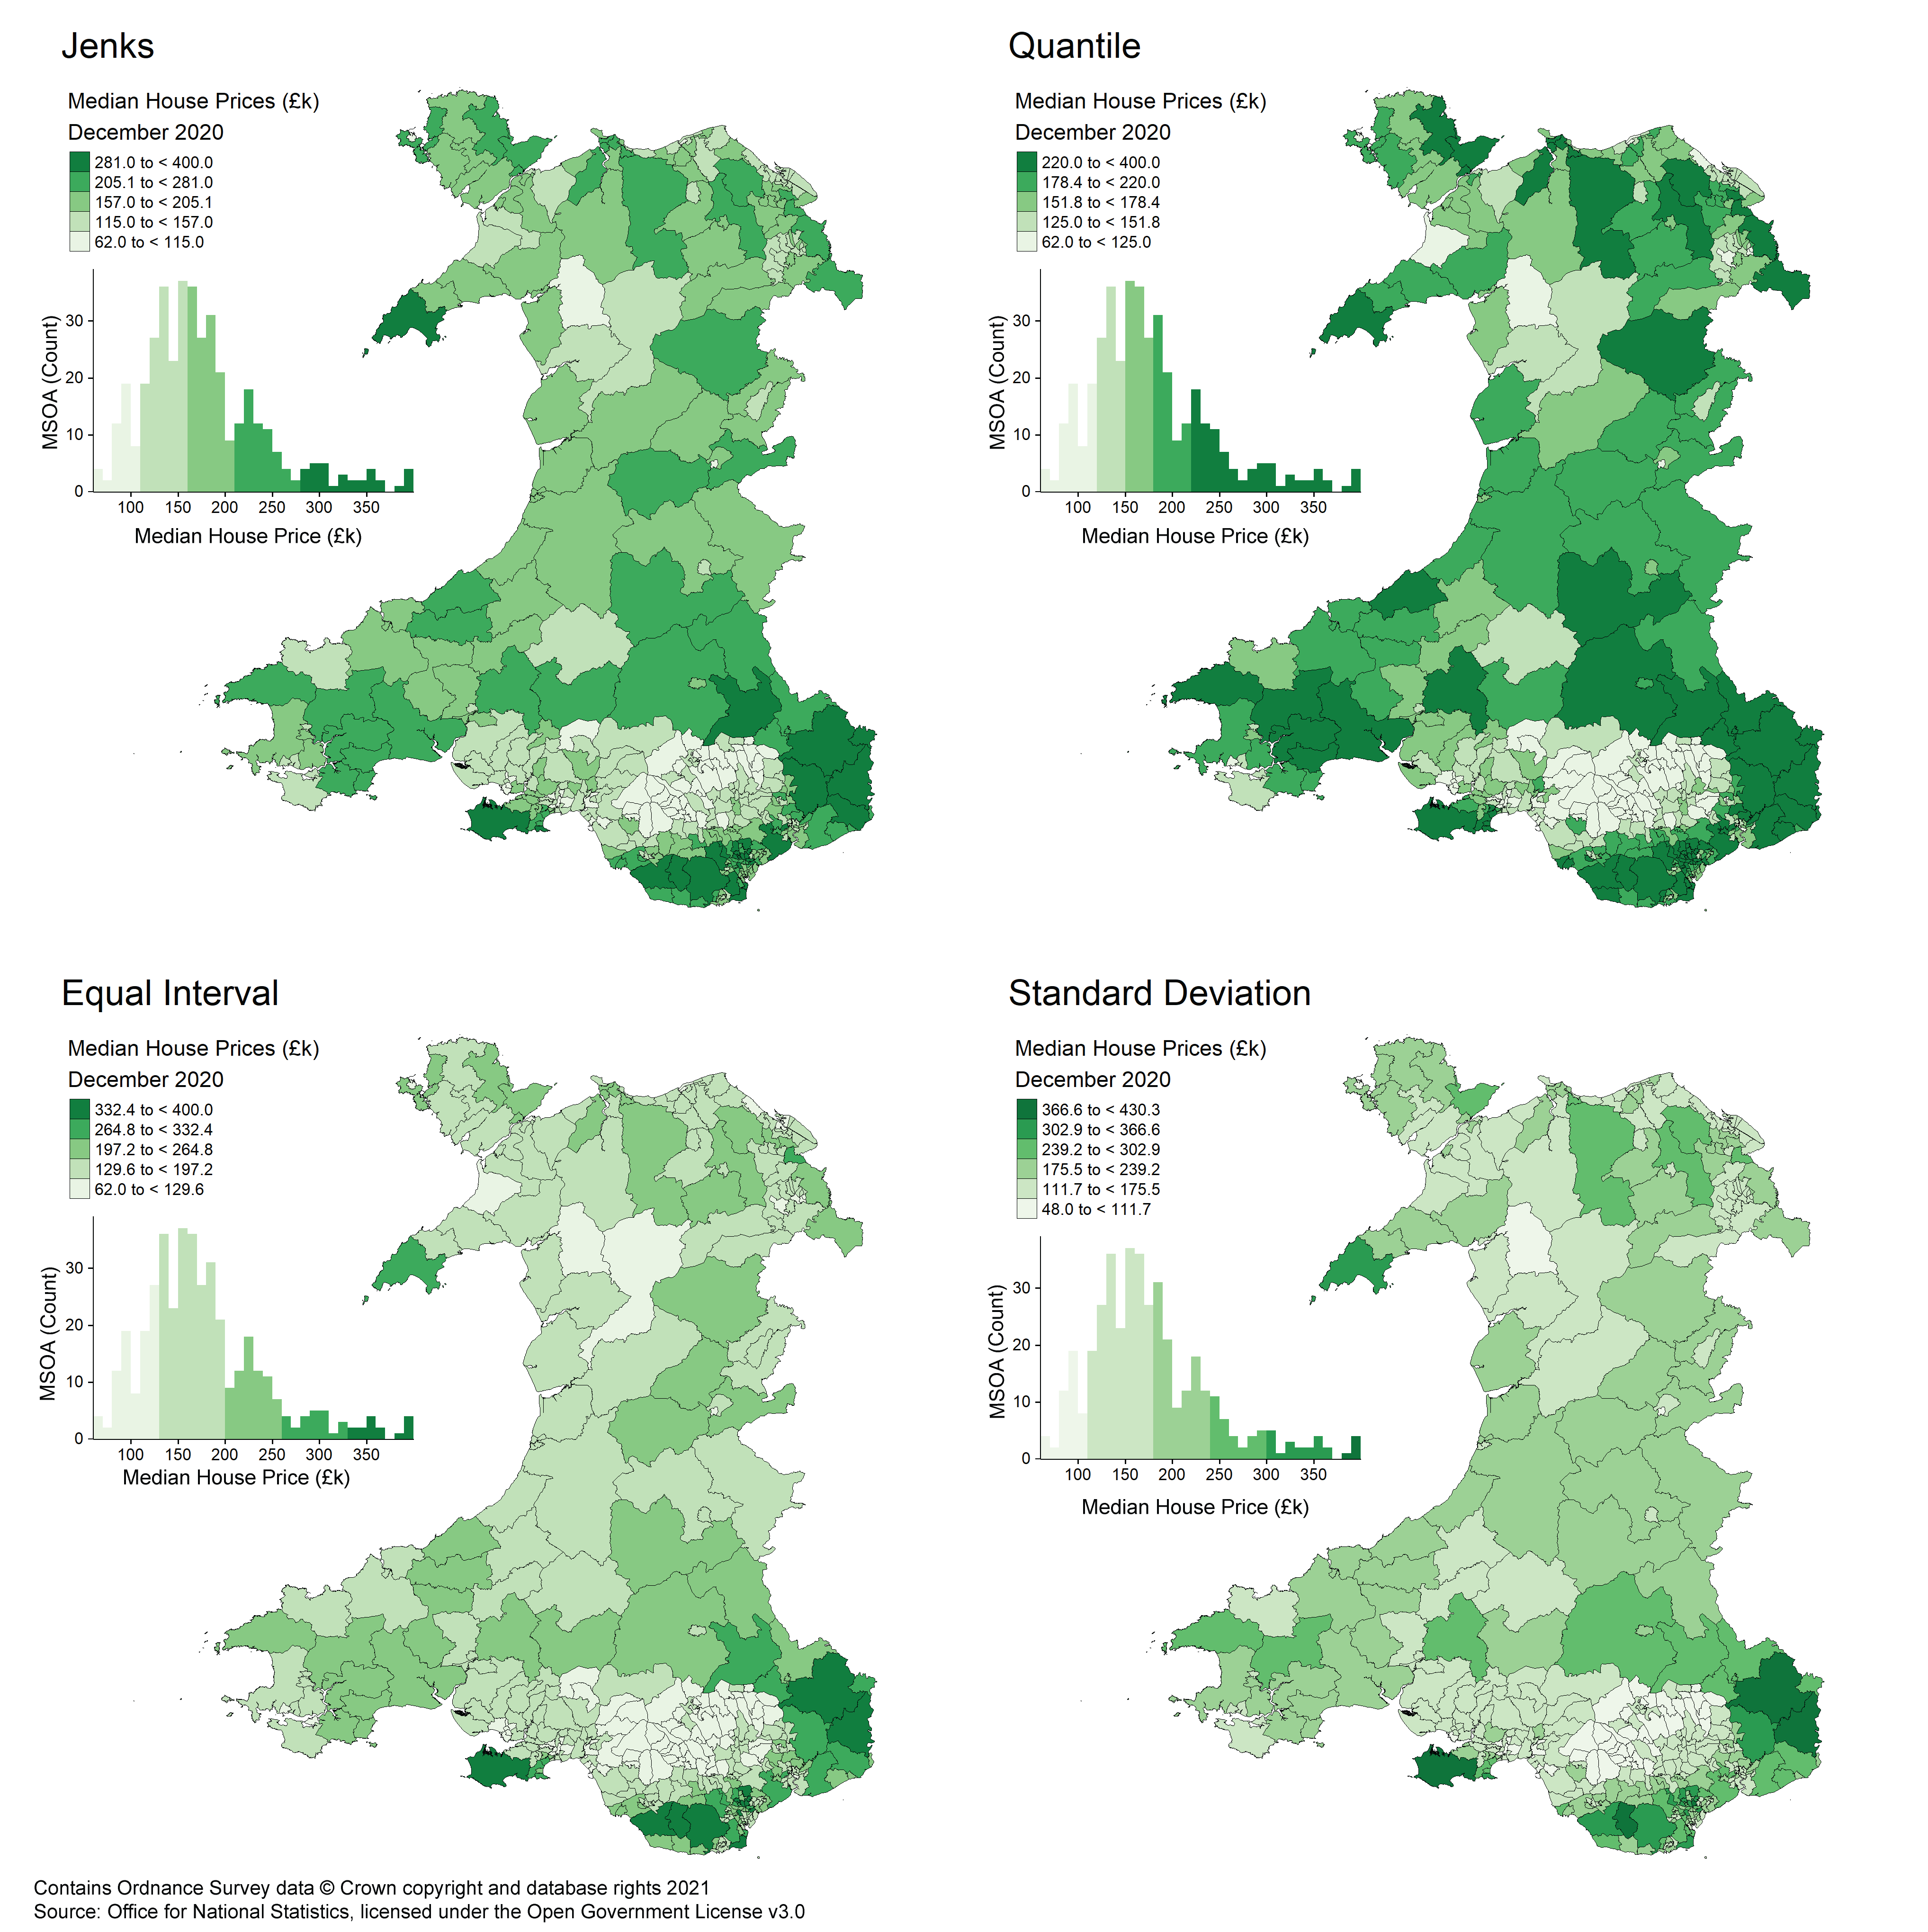 Jenks
Median House Prices (£k)
December 2020
281.0 to < 400.0
205.1 to < 281.0
157.0 to < 205.1
115.0 to < 157.0
62.0 to < 115.0
MSOA (Count)
30
20
10
0
100 150 200 250 300 350
Median House Price (£k)
Quantile
Median House Prices (£k)
December 2020
220.0 to < 400.0
178.4 to < 220.0
151.8 to < 178.4
125.0 to < 151.8
62.0 to < 125.0
MSOA (Count)
30
20
10
0
100 150 200 250 300 350
Median House Price (£k)
Equal Interval
Median House Prices (£k)
December 2020
332.4 to < 400.0
264.8 to < 332.4
197.2 to < 264.8
129.6 to < 197.2
62.0 to < 129.6
MSOA (Count)
30
20
10
0
100 150 200 250 300 350
Median House Price (£k)
Standard Deviation
Median House Prices (£k)
December 2020
366.6 to < 430.3
302.9 to < 366.6
239.2 to < 302.9
175.5 to < 239.2
111.7 to < 175.5
48.0 to < 111.7
MSOA (Count)
30
20
10
0
100 150 200 250 300 350
Median House Price (£k)
Contains Ordnance Survey data © Crown copyright and database rights 2021
Source: Office for National Statistics, licensed under the Open Government License v3.0